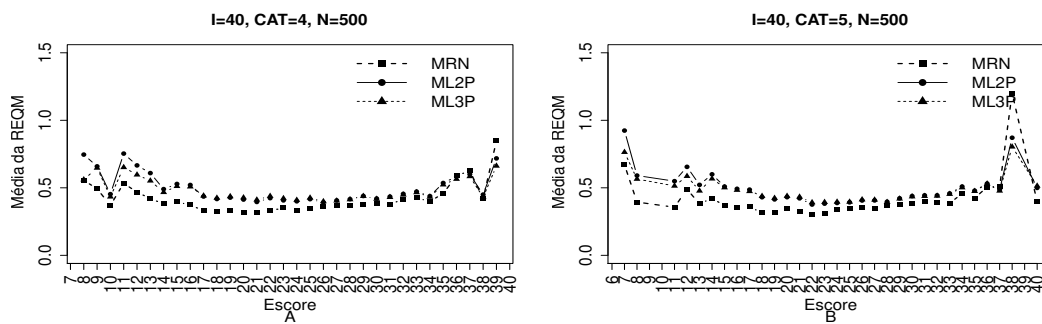 I=40, CAT=4, N=500
Média da REQM
1.5
1.0
0.5
0.0
MRN
ML2P
ML3P
7 8 9 10 11 12 13 14 15 16 17 18 19 20 21 22 23 24 25 26 27 28 29 30 31 32 33 34 35 36 37 38 39 40
Escore
A
I=40, CAT=5, N=500
Média da REQM
1.5
1.0
0.5
0.0
MRN
ML2P
ML3P
6 7 8 9 10 11 12 13 14 15 16 17 18 19 20 21 22 23 24 25 26 27 28 29 30 31 32 33 34 35 36 37 38 39 40
Escore
B